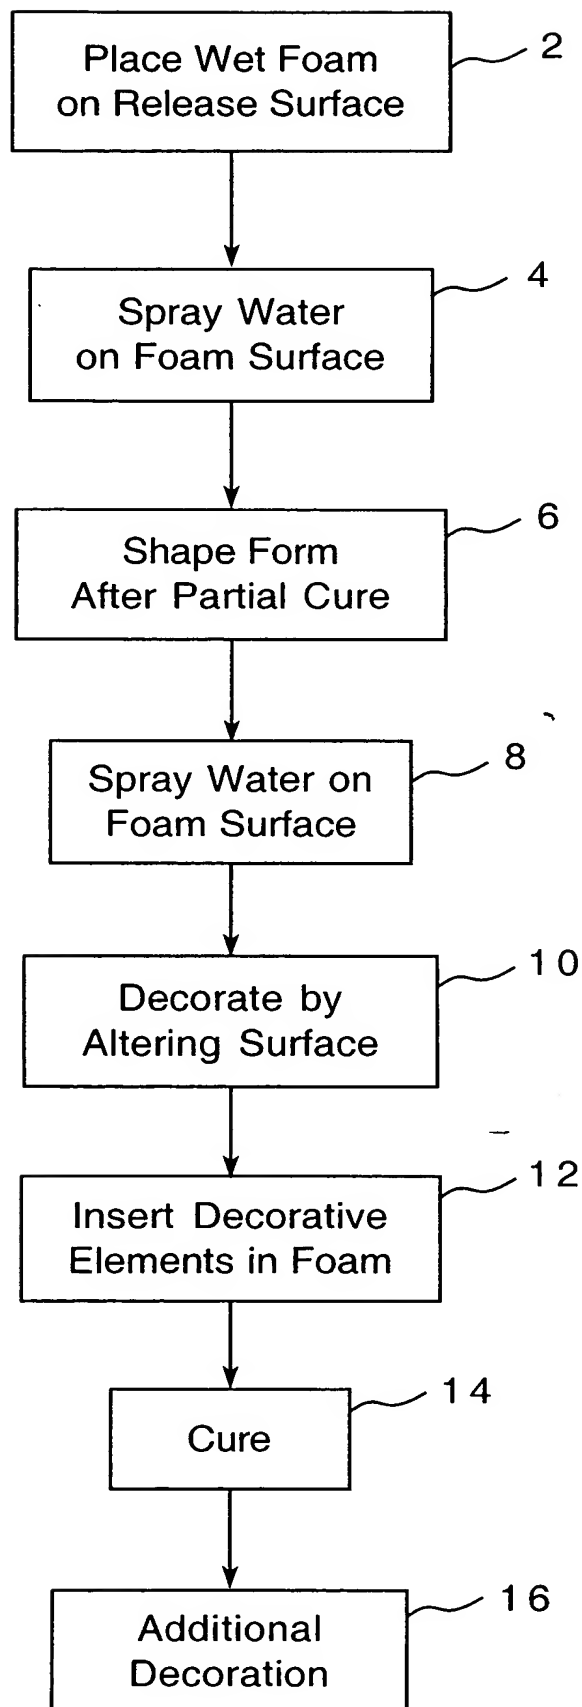 Place Wet Foam
on Release Surface
2
Spray Water
on Foam Surface
4
Shape Form
After Partial Cure
6
Spray Water on
Foam Surface
8
Decorate by
Altering Surface
10
Insert Decorative
Elements in Foam
12
Cure
14
Additional
Decoration
16